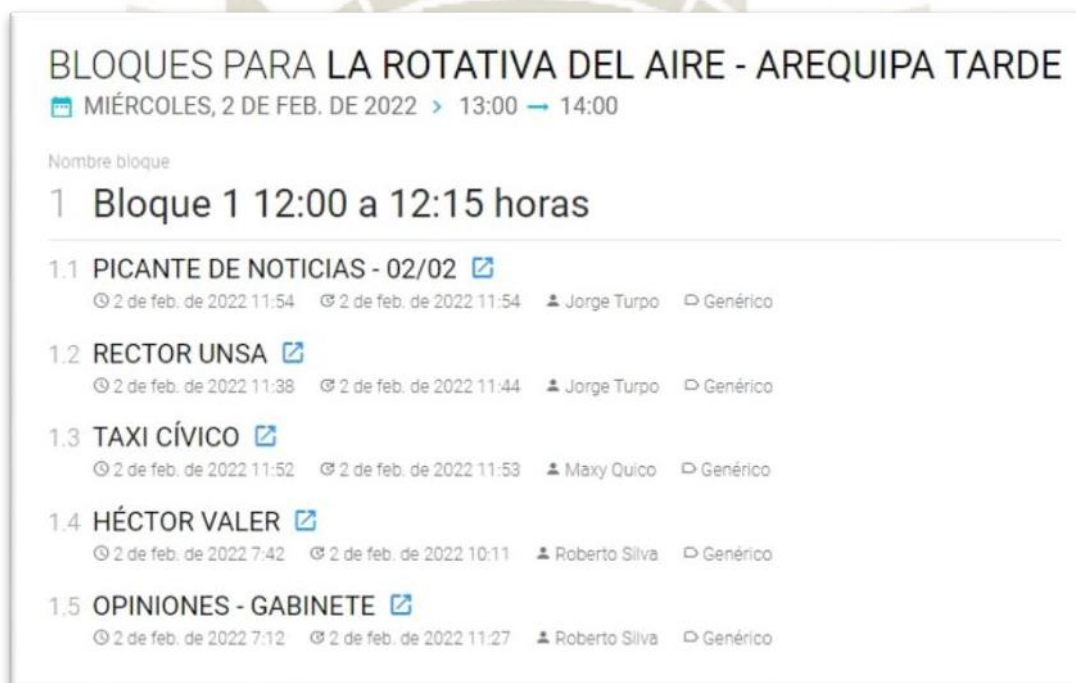 BLOQUES PARA LA ROTATIVA DEL AIRE - AREQUIPA TARDE
MIÉRCOLES, 2 DE FEB. DE 2022 > 13:00 → 14:00
Nombre bloque
1 Bloque 1 12:00 a 12:15 horas
1.1 PICANTE DE NOTICIAS - 02/02
2 de feb. de 2022 11:54 2 de feb. de 2022 11:54 Jorge Turpo Genérico
1.2 RECTOR UNSA
2 de feb. de 2022 11:38 2 de feb. de 2022 11:44 Jorge Turpo Genérico
1.3 TAXI CÍVICO
2 de feb. de 2022 11:52 2 de feb. de 2022 11:53 Maxy Quico Genérico
1.4 HÉCTOR VALER
2 de feb. de 2022 7:42 2 de feb. de 2022 10:11 Roberto Silva Genérico
1.5 OPINIONES - GABINETE
2 de feb. de 2022 7:12 2 de feb. de 2022 11:27 Roberto Silva Genérico